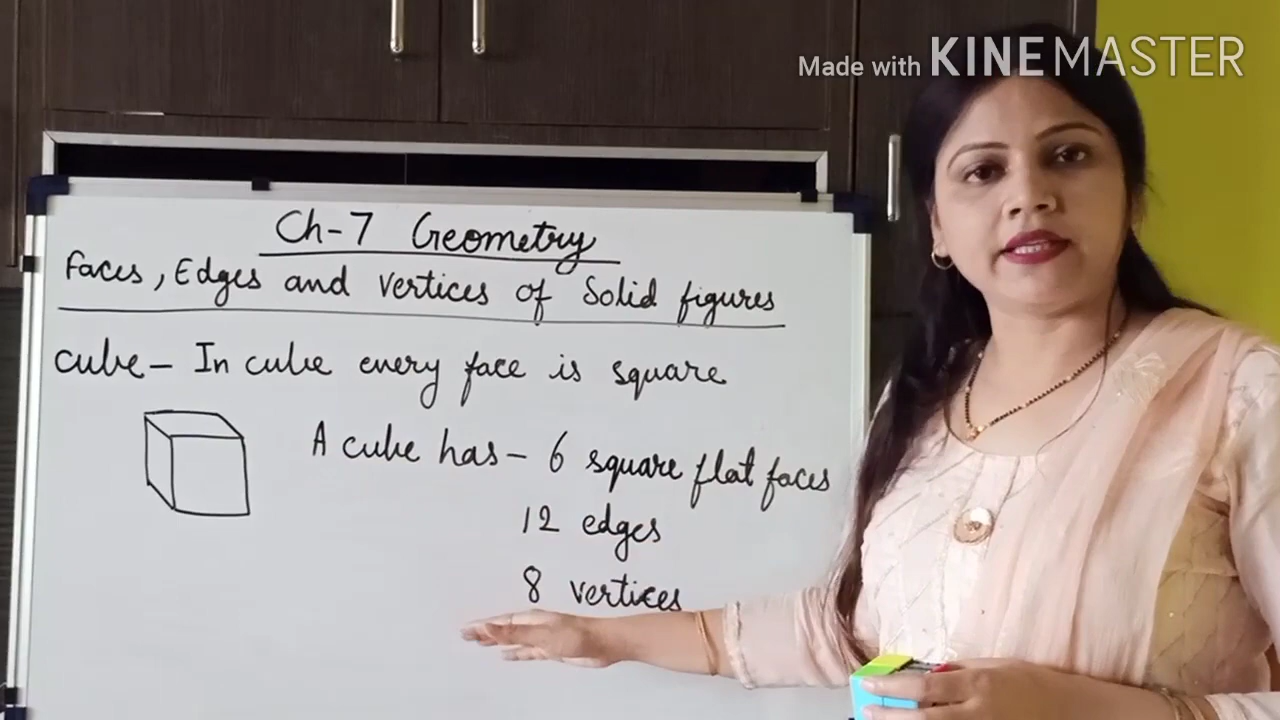 Made with KINEMASTER
Ch-7 Geometry
Faces, Edges and vertices of Solid figures
cube - In cube every face is square
A cube has - 6 square flat faces
12 edges
8 vertices